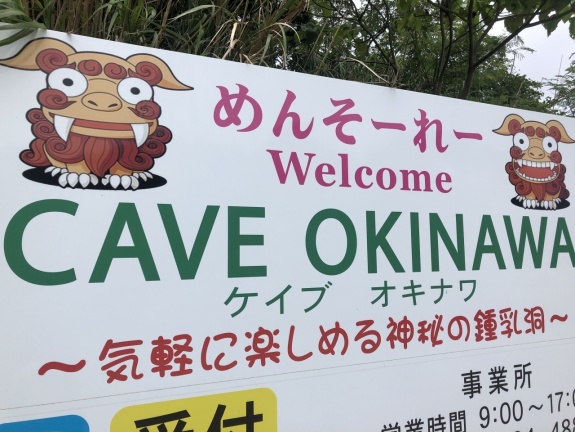 めんそーれー
Welcome
CAVE OKINAWA
ケイブ オキナワ
～気軽に楽しめる神秘の鍾乳洞～
受付
事業所
営業時間 9:00～17:0